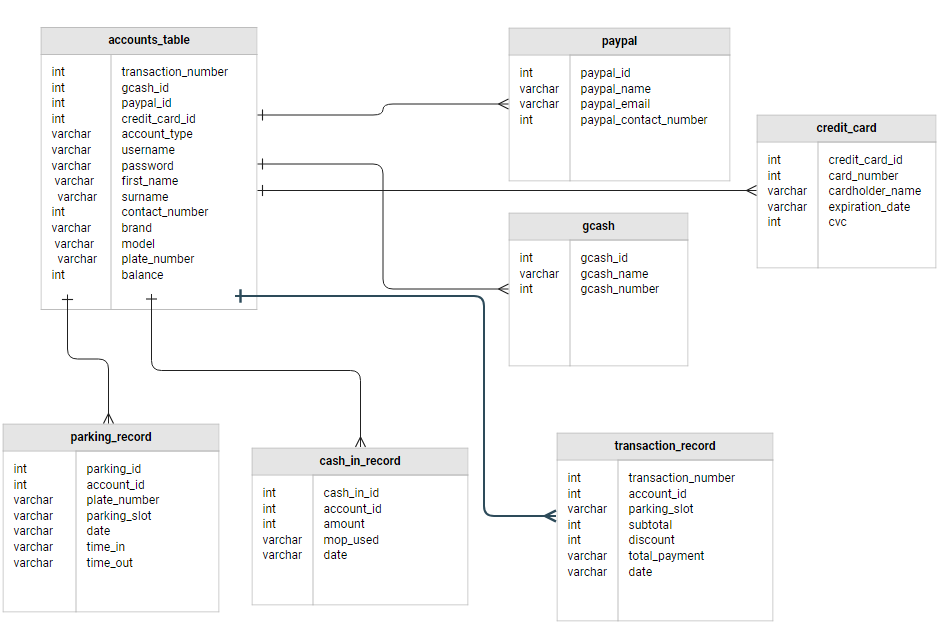 accounts_table
int transaction_number
int gcash_id
int paypal_id
int credit_card_id
varchar account_type
varchar username
varchar password
varchar first_name
varchar surname
int contact_number
varchar brand
varchar model
varchar plate_number
int balance
paypal
int paypal_id
varchar paypal_name
varchar paypal_email
int paypal_contact_number
credit_card
int credit_card_id
int card_number
varchar cardholder_name
varchar expiration_date
int cvc
gcash
int gcash_id
varchar gcash_name
int gcash_number
parking_record
int parking_id
int account_id
varchar plate_number
varchar parking_slot
varchar date
varchar time_in
varchar time_out
cash_in_record
int cash_in_id
int account_id
int amount
varchar mop_used
varchar date
transaction_record
int transaction_number
int account_id
varchar parking_slot
int subtotal
int discount
varchar total_payment
varchar date